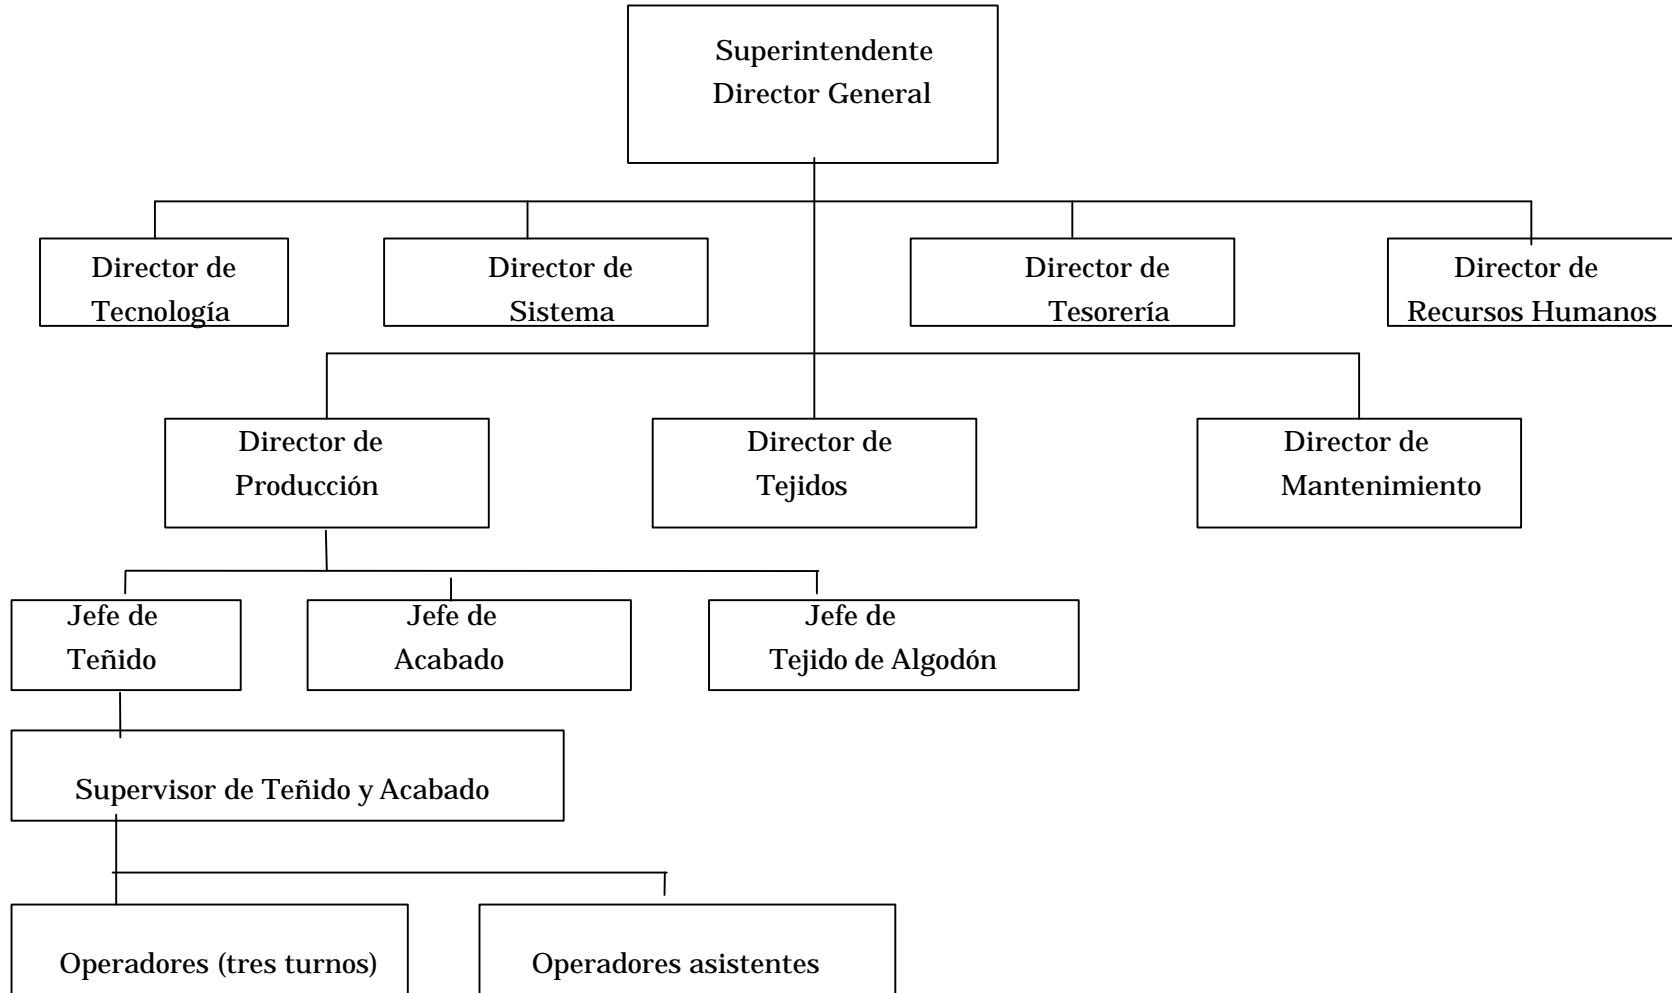 Superintendente
Director General
Director de
Tecnología
Director de
Sistema
Director de
Tesorería
Director de
Recursos Humanos
Director de
Producción
Director de
Tejidos
Director de
Mantenimiento
Jefe de
Teñido
Jefe de
Acabado
Jefe de
Tejido de Algodón
Supervisor de Teñido y Acabado
Operadores (tres turnos)
Operadores asistentes